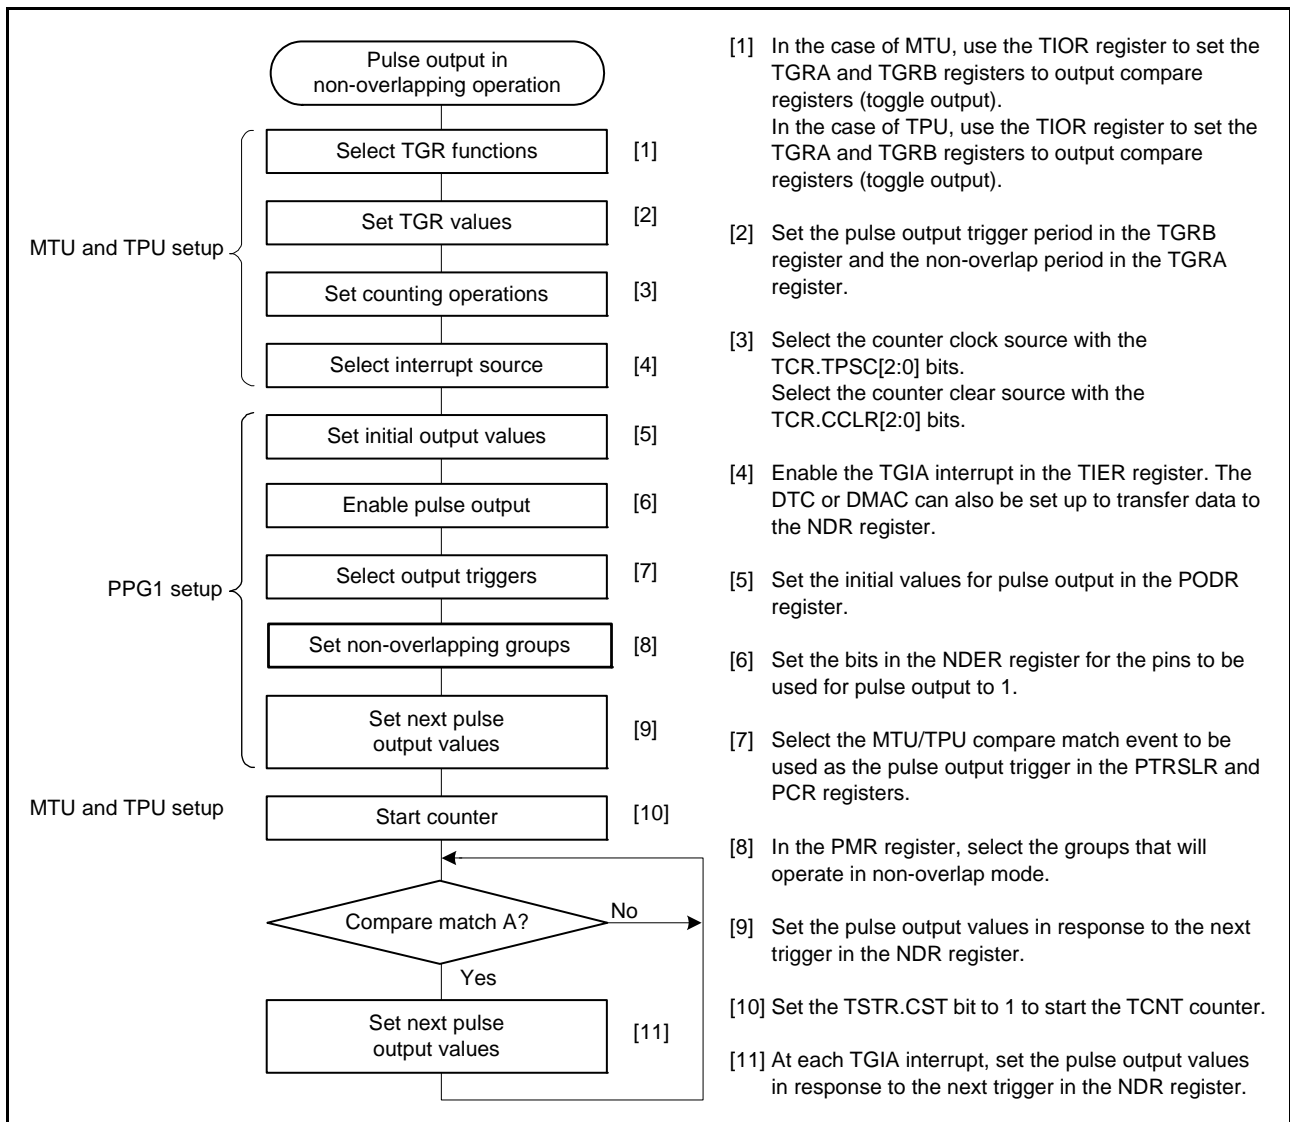 Pulse output in
non-overlapping operation
MTU and TPU setup
Select TGR functions [1]
Set TGR values [2]
Set counting operations [3]
Select interrupt source [4]
PPG1 setup
Set initial output values [5]
Enable pulse output [6]
Select output triggers [7]
Set non-overlapping groups [8]
Set next pulse
output values [9]
MTU and TPU setup
Start counter [10]
Compare match A?
No
Yes
Set next pulse
output values [11]
[1] In the case of MTU, use the TIOR register to set the
TGRA and TGRB registers to output compare
registers (toggle output).
In the case of TPU, use the TIOR register to set the
TGRA and TGRB registers to output compare
registers (toggle output).
[2] Set the pulse output trigger period in the TGRB
register and the non-overlap period in the TGRA
register.
[3] Select the counter clock source with the
TCR.TPSC[2:0] bits.
Select the counter clear source with the
TCR.CCLR[2:0] bits.
[4] Enable the TGIA interrupt in the TIER register. The
DTC or DMAC can also be set up to transfer data to
the NDR register.
[5] Set the initial values for pulse output in the PODR
register.
[6] Set the bits in the NDER register for the pins to be
used for pulse output to 1.
[7] Select the MTU/TPU compare match event to be
used as the pulse output trigger in the PTRSLR and
PCR registers.
[8] In the PMR register, select the groups that will
operate in non-overlap mode.
[9] Set the pulse output values in response to the next
trigger in the NDR register.
[10] Set the TSTR.CST bit to 1 to start the TCNT counter.
[11] At each TGIA interrupt, set the pulse output values
in response to the next trigger in the NDR register.